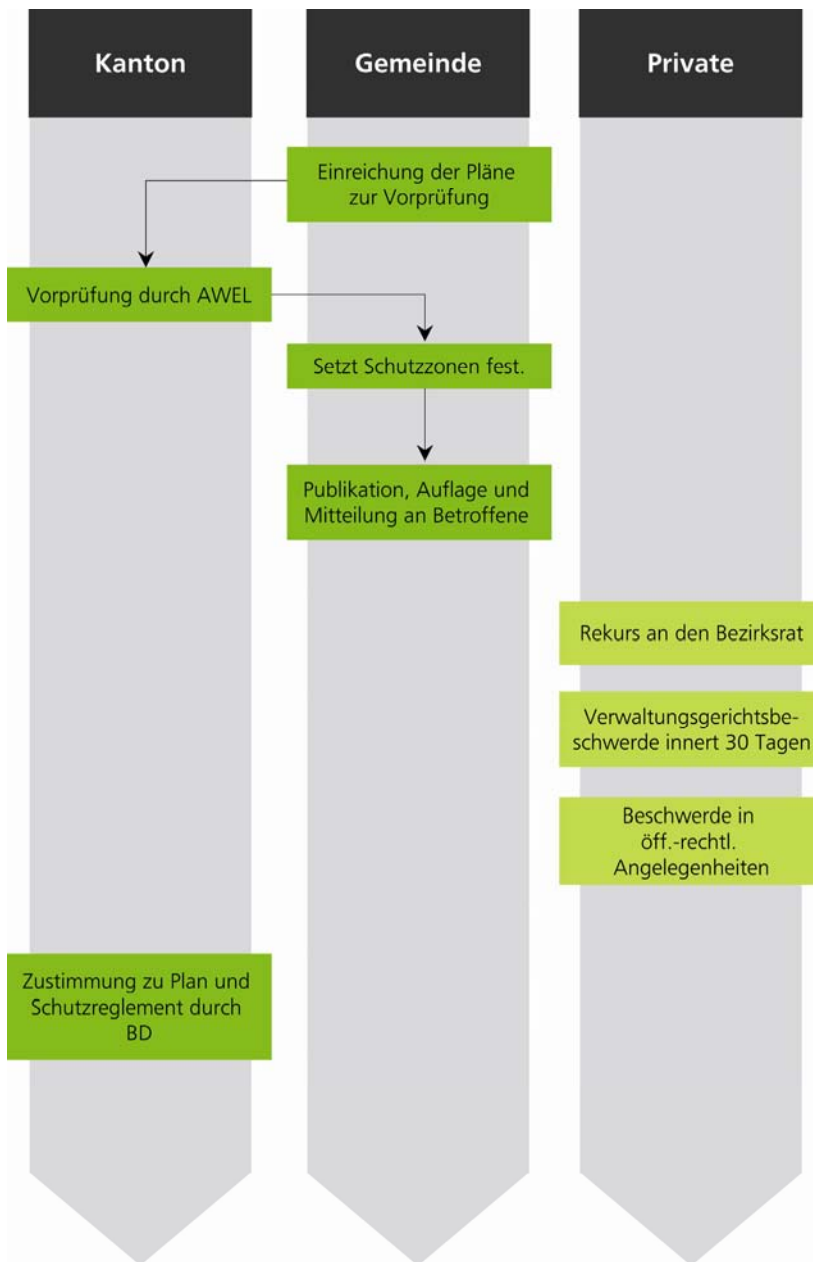 Kanton
Gemeinde
Private
Einreichung der Pläne
zur Vorprüfung
Vorprüfung durch AWEL
Setzt Schutzzonen fest.
Publikation, Auflage und
Mitteilung an Betroffene
Rekurs an den Bezirksrat
Verwaltungsgerichtsbe-
schwerde innert 30 Tagen
Beschwerde in
öff.-rechtl.
Angelegenheiten
Zustimmung zu Plan und
Schutzreglement durch
BD